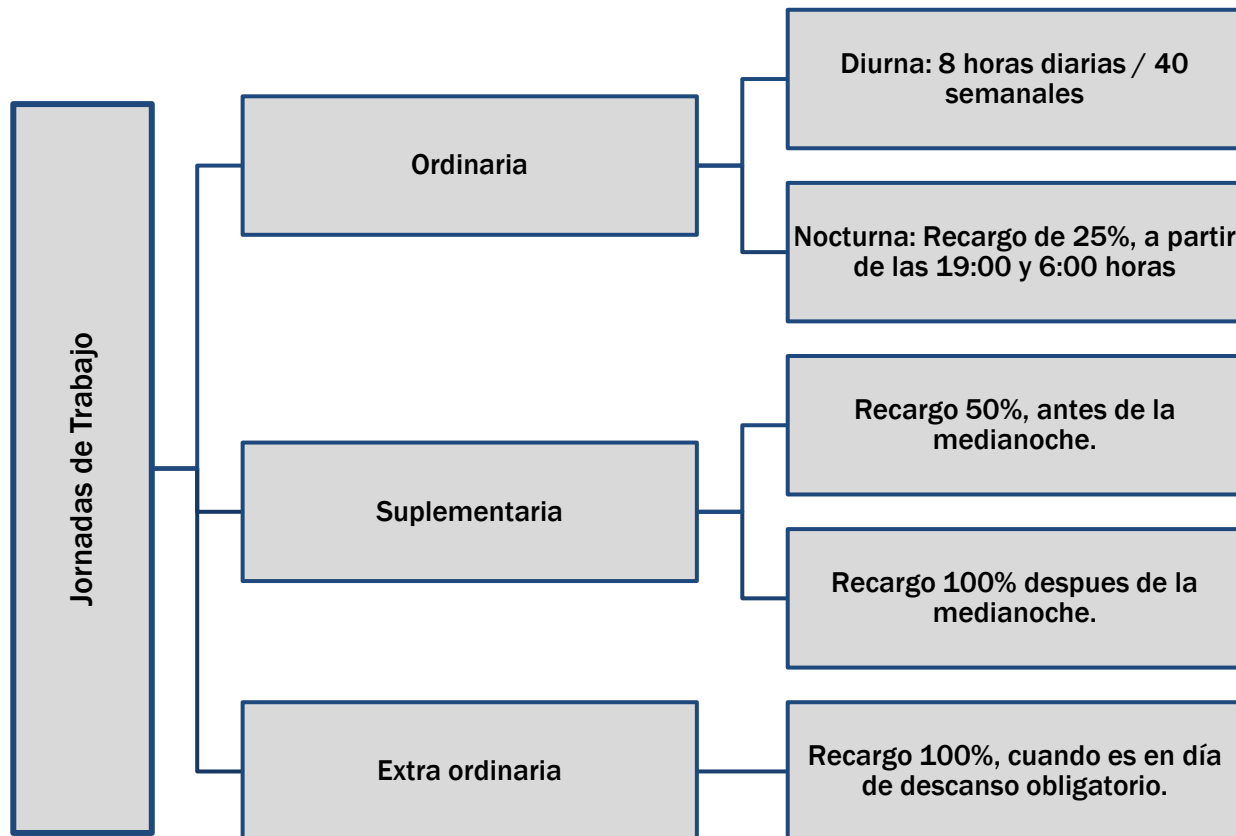 Jornadas de Trabajo
Ordinaria
Diurna: 8 horas diarias / 40
semanales
Nocturna: Recargo de 25%, a partir
de las 19:00 y 6:00 horas
Suplementaria
Recargo 50%, antes de la
medianoche.
Recargo 100% despues de la
medianoche.
Extra ordinaria
Recargo 100%, cuando es en día
de descanso obligatorio.